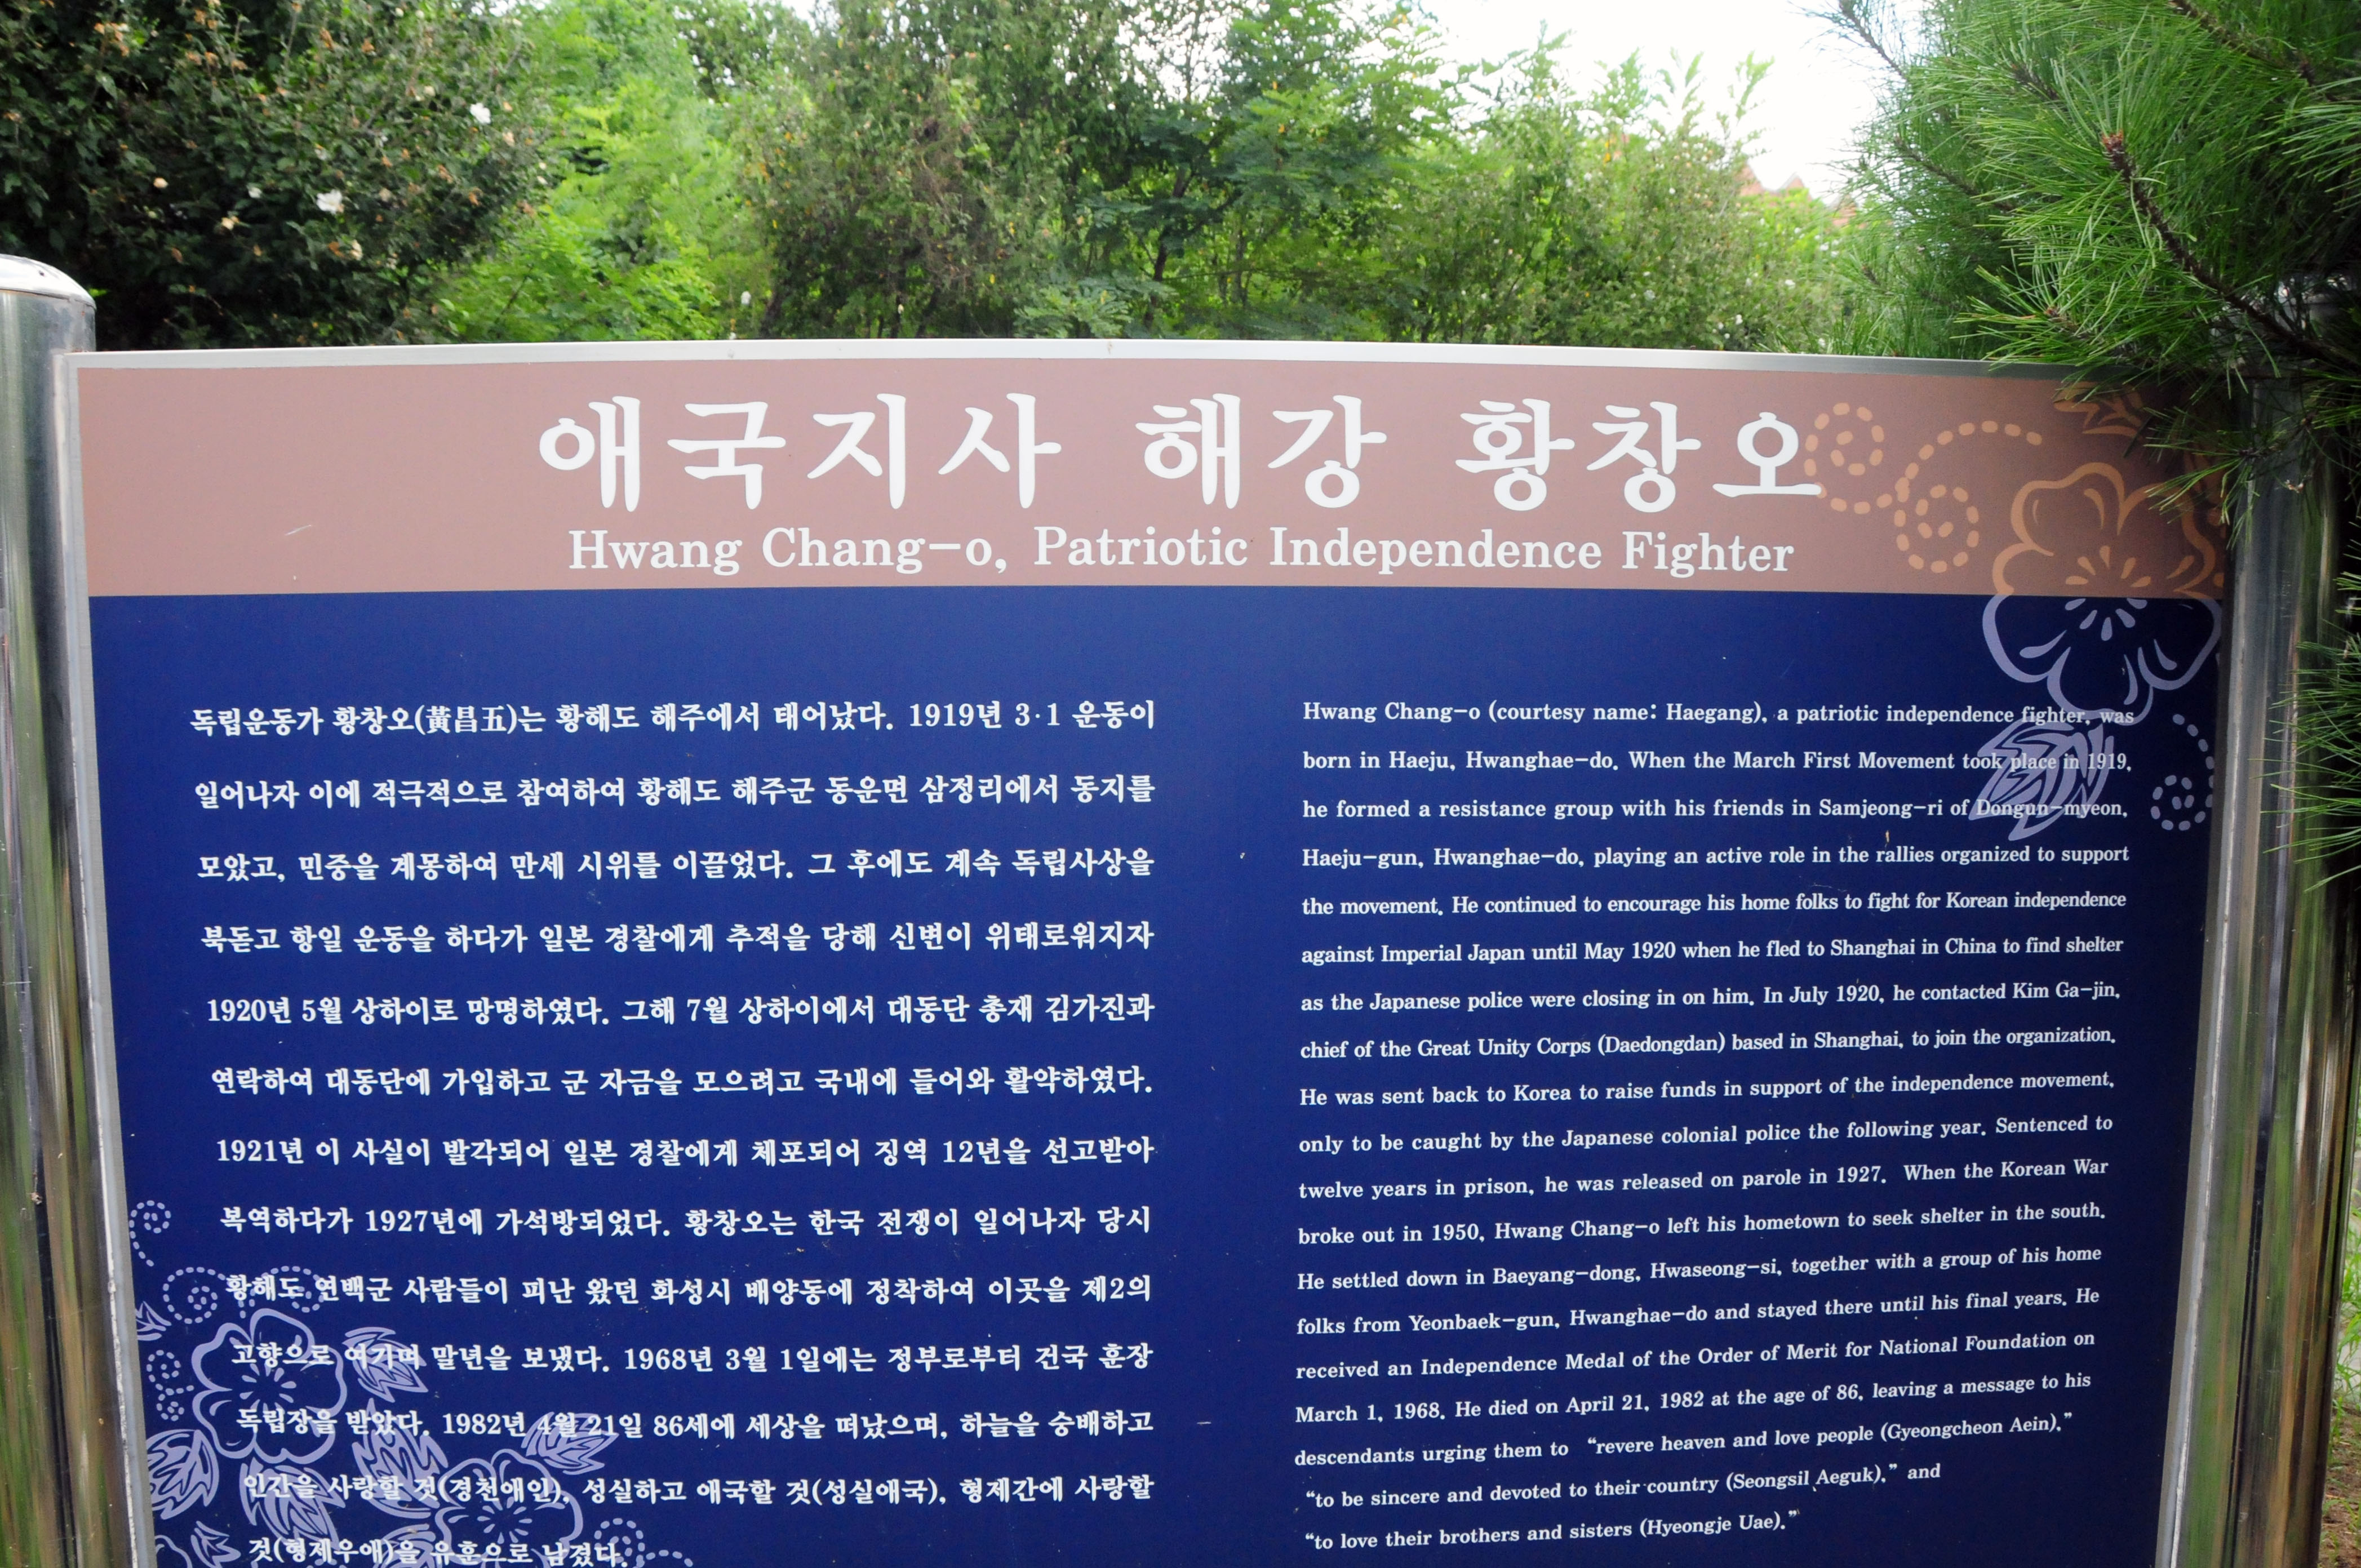 애국지사 해강 황창오
Hwang Chang-o, Patriotic Independence Fighter
독립운동가 황창오(黃昌五)는 황해도 해주에서 태어났다. 1919년 3·1 운동이
일어나자 이에 적극적으로 참여하여 황해도 해주군 동운면 삼정리에서 동지를
모았고, 민중을 계몽하여 만세 시위를 이끌었다. 그 후에도 계속 독립사상을
북돋고 항일 운동을 하다가 일본 경찰에게 추적을 당해 신변이 위태로워지자
1920년 5월 상하이로 망명하였다. 그해 7월 상하이에서 대동단 총재 김가진과
연락하여 대동단에 가입하고 군 자금을 모으려고 국내에 들어와 활약하였다.
1921년 이 사실이 발각되어 일본 경찰에게 체포되어 징역 12년을 선고받아
복역하다가 1927년에 가석방되었다. 황창오는 한국 전쟁이 일어나자 당시
황해도 연백군 사람들이 피난 왔던 화성시 배양동에 정착하여 이곳을 제2의
고향으로 여기며 말년을 보냈다. 1968년 3월 1일에는 정부로부터 건국 훈장
독립장을 받았다. 1982년 4월 21일 86세에 세상을 떠났으며, 하늘을 숭배하고
인간을 사랑할 것(경천애인), 성실하고 애국할 것(성실애국), 형제간에 사랑할
것(형제우애)을 유훈으로 남겼다.
Hwang Chang-o (courtesy name: Haegang), a patriotic independence fighter, was
born in Haeju, Hwanghae-do. When the March First Movement took place in 1919,
he formed a resistance group with his friends in Samjeong-ri of Dongun-myeon,
Haeju-gun, Hwanghae-do, playing an active role in the rallies organized to support
the movement. He continued to encourage his home folks to fight for Korean independence
against Imperial Japan until May 1920 when he fled to Shanghai in China to find shelter
as the Japanese police were closing in on him. In July 1920, he contacted Kim Ga-jin,
chief of the Great Unity Corps (Daedongdan) based in Shanghai, to join the organization.
He was sent back to Korea to raise funds in support of the independence movement,
only to be caught by the Japanese colonial police the following year. Sentenced to
twelve years in prison, he was released on parole in 1927. When the Korean War
broke out in 1950, Hwang Chang-o left his hometown to seek shelter in the south.
He settled down in Baeyang-dong, Hwaseong-si, together with a group of his home
folks from Yeonbaek-gun, Hwanghae-do and stayed there until his final years. He
received an Independence Medal of the Order of Merit for National Foundation on
March 1, 1968. He died on April 21, 1982 at the age of 86, leaving a message to his
descendants urging them to “revere heaven and love people (Gyeongcheon Aein),”
“to be sincere and devoted to their country (Seongsil Aeguk),” and
“to love their brothers and sisters (Hyeongje Uae).”